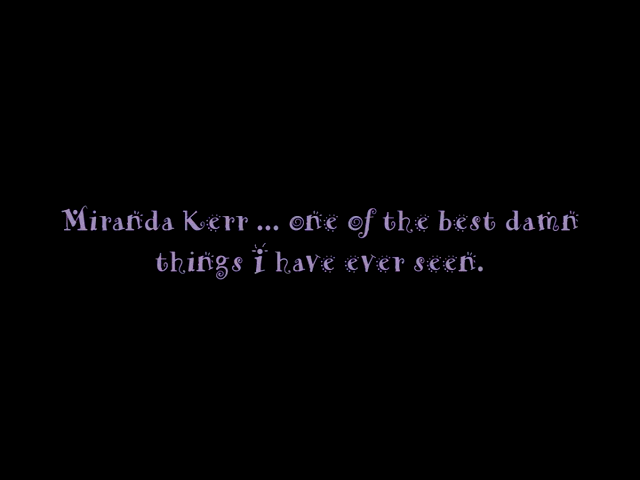 Miranda Kerr ... one of the best damn
things i have ever seen.